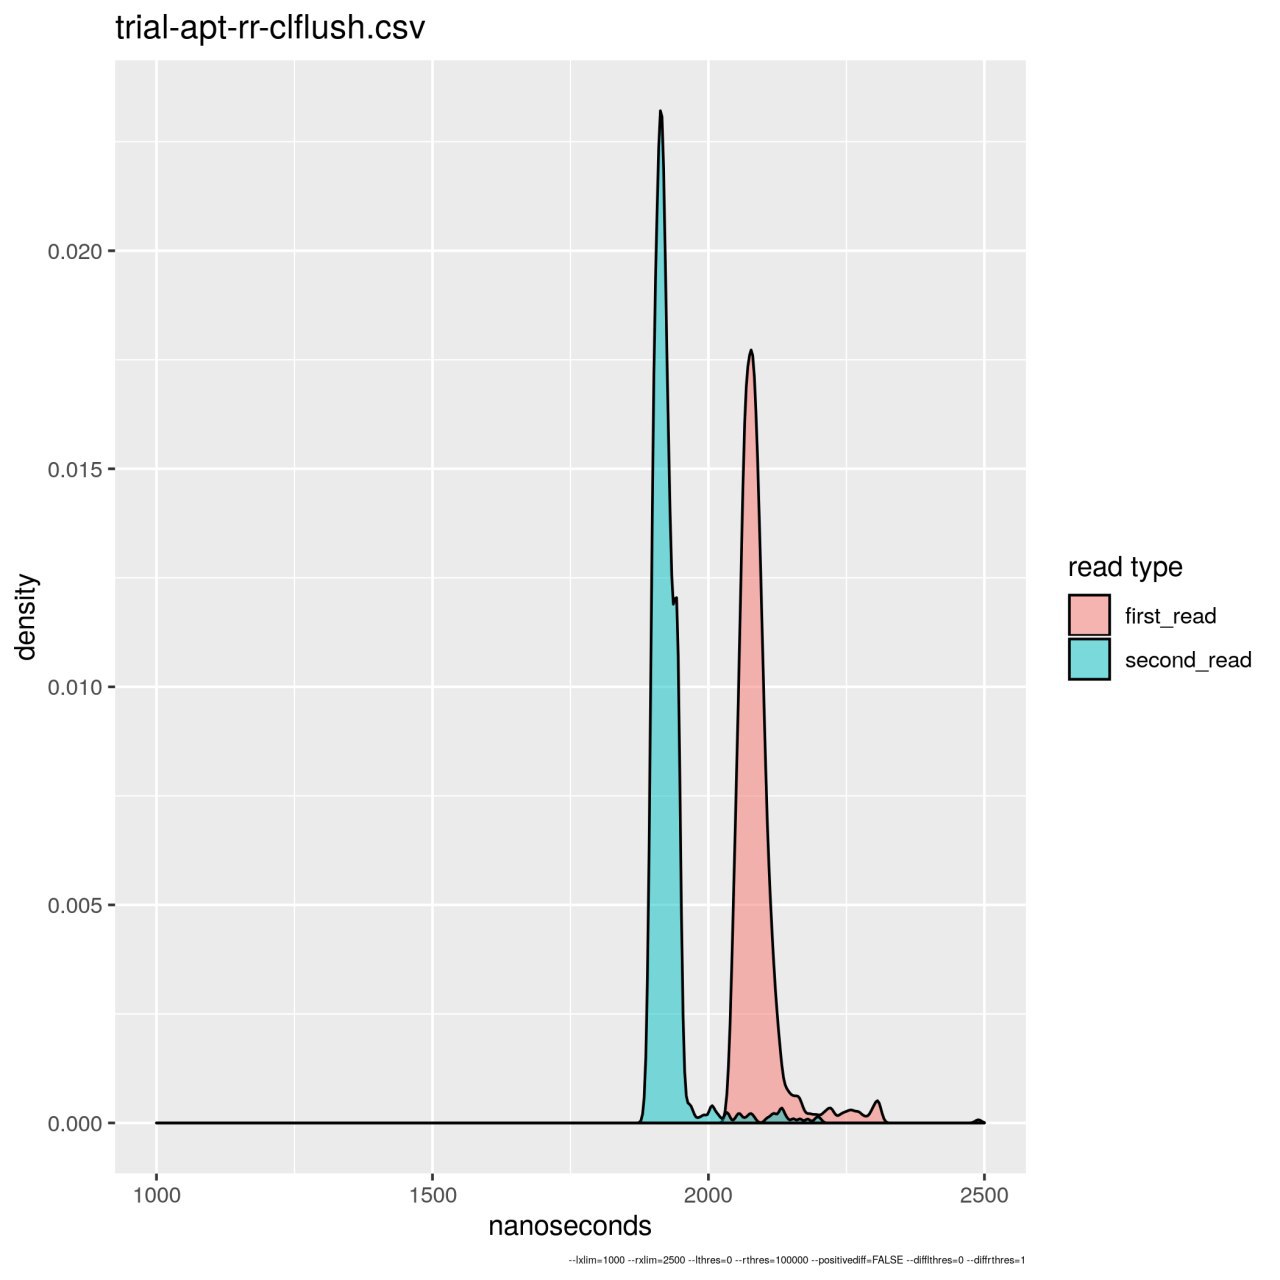 trial-apt-rr-clflush.csv
density
0.020
0.015
0.010
0.005
0.000
1000 1500 2000 2500
nanoseconds
read type
first_read
second_read
--lxlim=1000 --rxlim=2500 --lthres=0 --rthres=100000 --positivediff=FALSE --difflthres=0 --diffrthres=1